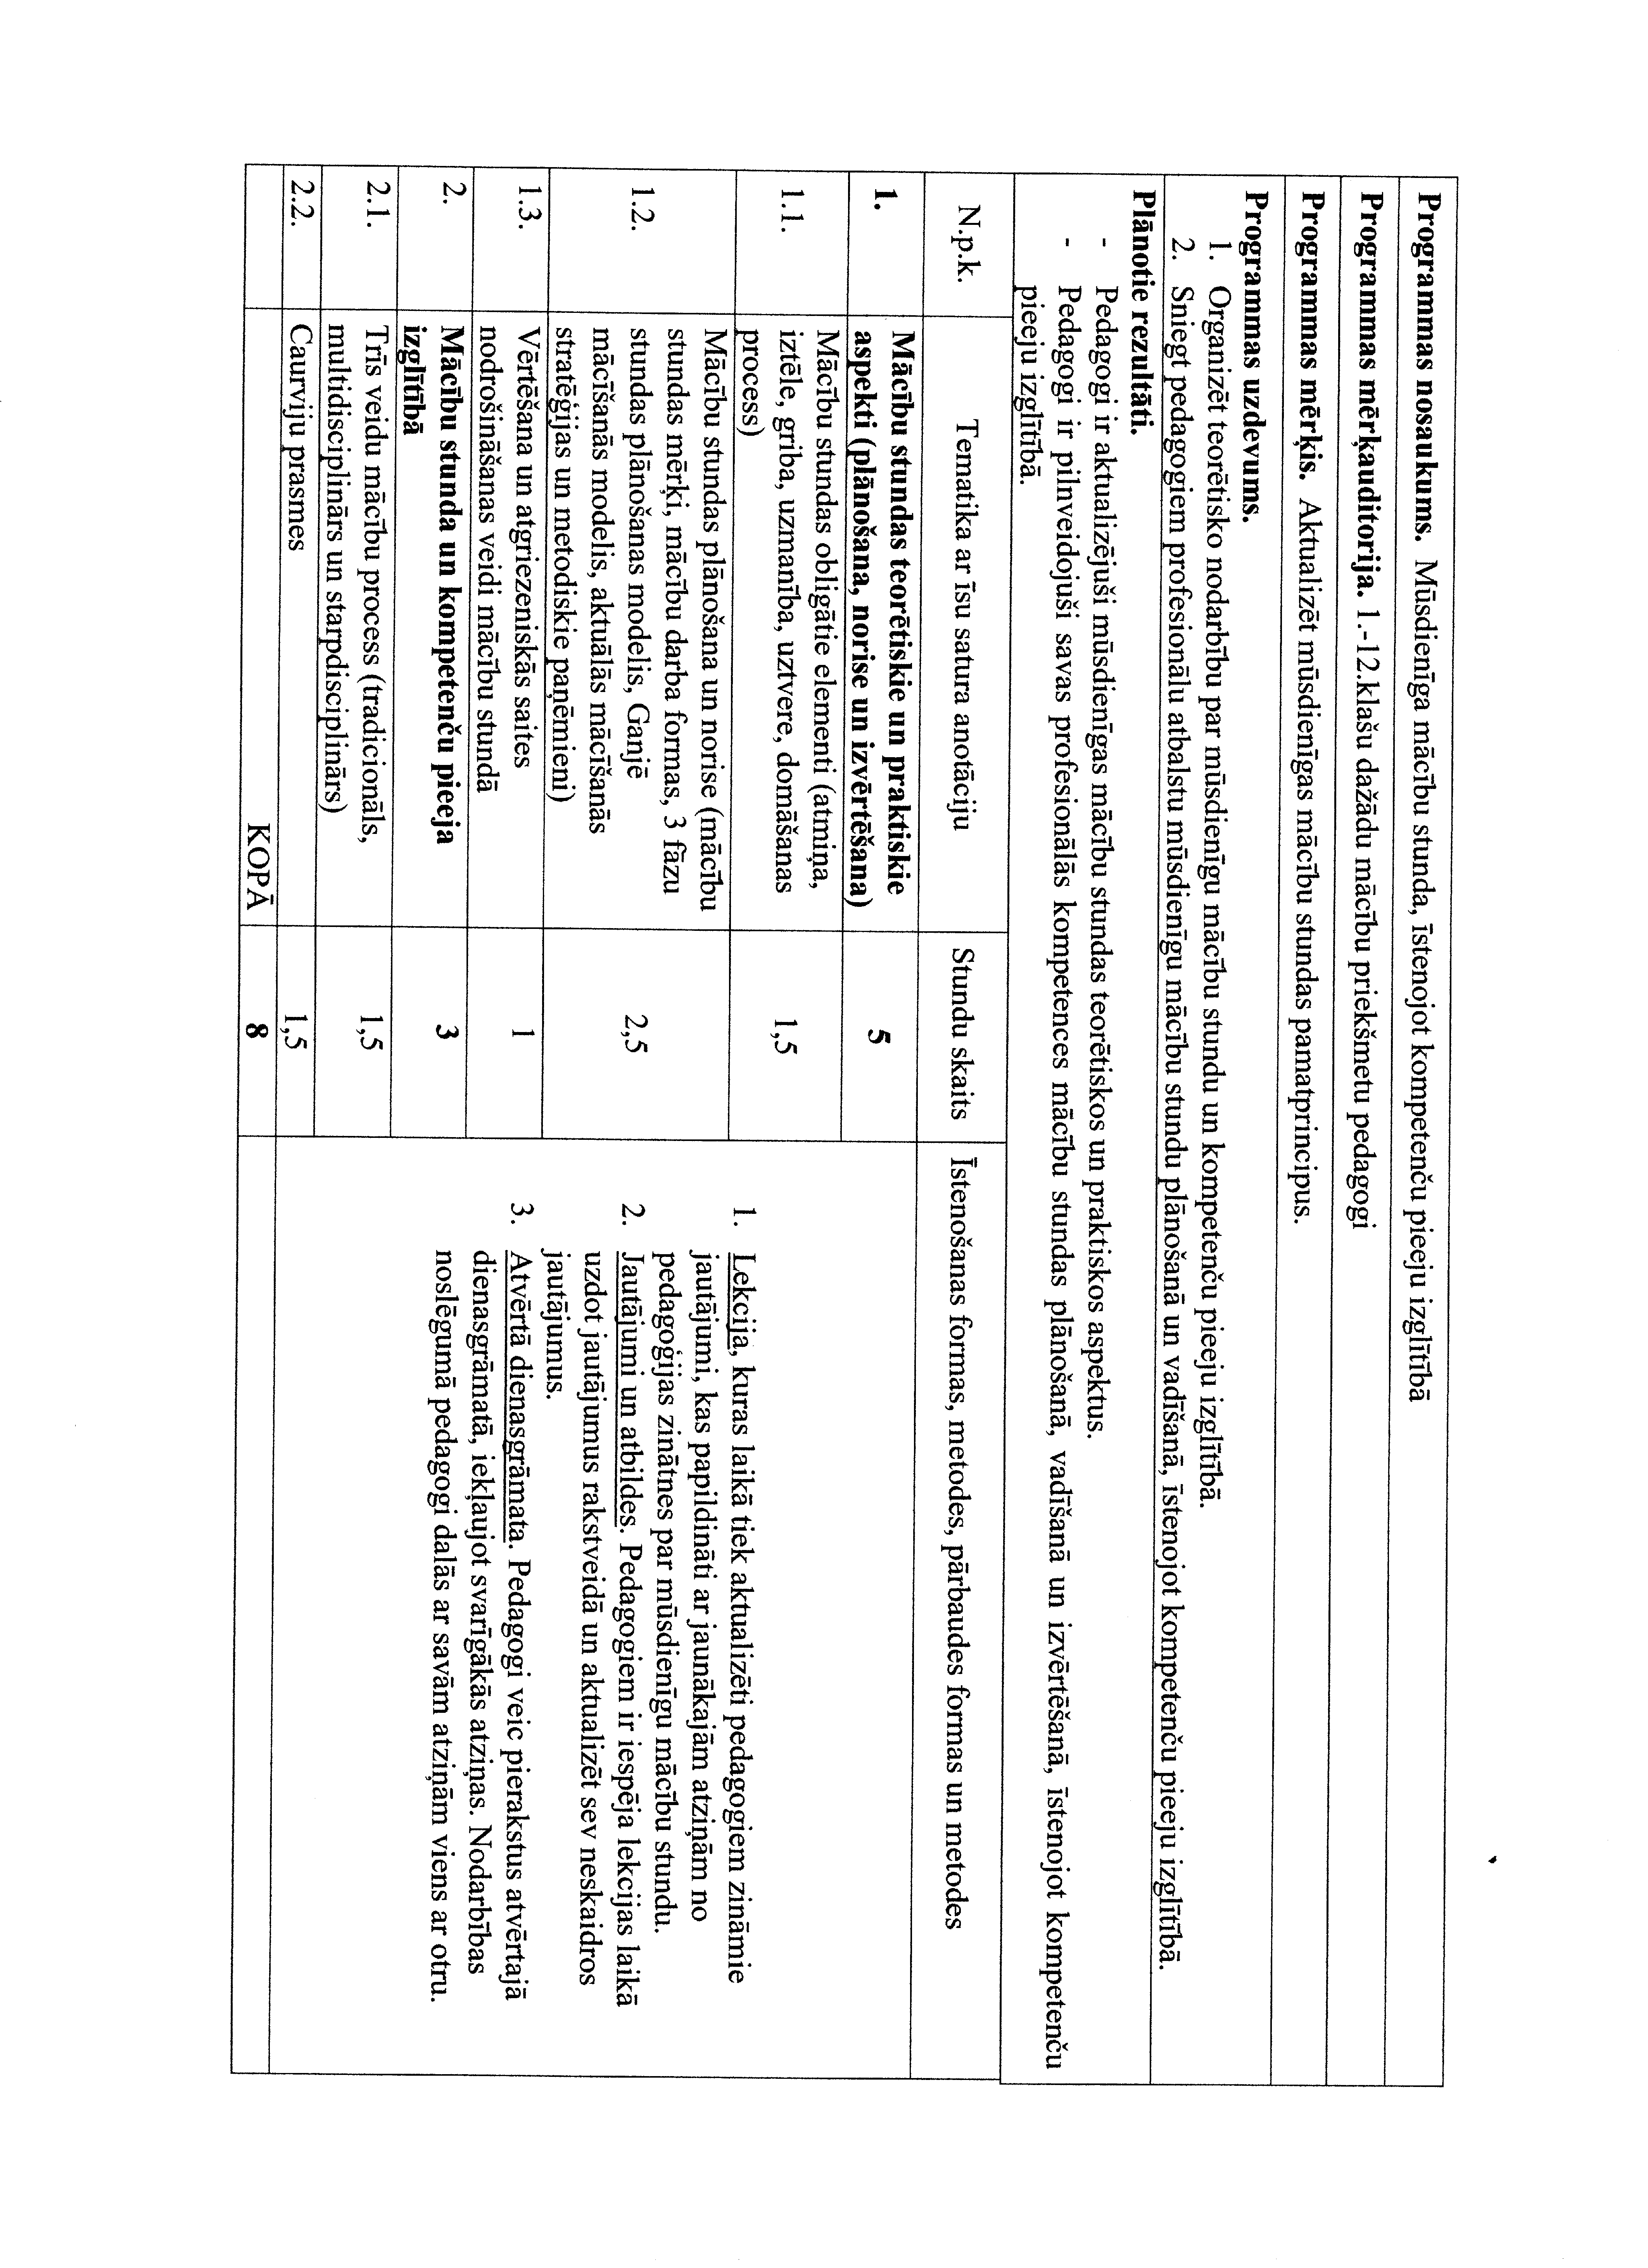 Programmas nosaukums. Mūsdienīga mācību stunda, īstenojot kompetenču pieeju izglītībā
Programmas mērķauditorija. 1.-12.klašu dažādu mācību priekšmetu pedagogi
Programmas mērķis. Aktualizēt mūsdienīgas mācību stundas pamatprincipus.
Programmas uzdevums.
1. Organizēt teorētisko nodarbību par mūsdienīgu mācību stundu un kompetenču pieeju izglītībā.
2. Sniegt pedagogiem profesionālu atbalstu mūsdienīgu mācību stundu plānošanā un vadīšanā, īstenojot kompetenču pieeju izglītībā.
Plānotie rezultāti.
- Pedagogi ir aktualizējuši mūsdienīgas mācību stundas teorētiskos un praktiskos aspektus.
- Pedagogi ir pilnveidojuši savas profesionālās kompetences mācību stundas plānošanā, vadīšanā un izvērtēšanā, īstenojot kompetenču
pieeju izglītībā.
N.p.k.
Tematika ar īsu satura anotāciju
Stundu skaits
Īstenošanas formas, metodes, pārbaudes formas un metodes
1.
Mācību stundas teorētiskie un praktiskie
aspekti (plānošana, norise un izvērtēšana)
5
1.1.
Mācību stundas obligātie elementi (atmiņa,
iztēle, griba, uzmanība, uztvere, domāšanas
process)
1,5
1.2.
Mācību stundas plānošana un norise (mācību
stundas mērķi, mācību darba formas, 3 fāzu
stundas plānošanas modelis, Ganjē
mācīšanās modelis, aktuālās mācīšanās
stratēģijas un metodiskie paņēmieni)
2,5
1.3.
Vērtēšana un atgriezeniskās saites
nodrošināšanas veidi mācību stundā
1
2.
Mācību stunda un kompetenču pieeja
izglītībā
3
2.1.
Trīs veidu mācību process (tradicionāls,
multidisciplinārs un starpdisciplinārs)
1,5
2.2.
Caurviju prasmes
1,5
KOPĀ
8
1. Lekcija, kuras laikā tiek aktualizēti pedagogiem zināmie
jautājumi, kas papildināti ar jaunākajām atziņām no
pedagoģijas zinātnes par mūsdienīgu mācību stundu.
2. Jautājumi un atbildes. Pedagogiem ir iespēja lekcijas laikā
uzdot jautājumus rakstveidā un aktualizēt sev neskaidros
jautājumus.
3. Atvērtā dienasgrāmata. Pedagogi veic pierakstus atvērtajā
dienasgrāmatā, iekļaujot svarīgākās atziņas. Nodarbības
noslēgumā pedagogi dalās ar savām atziņām viens ar otru.